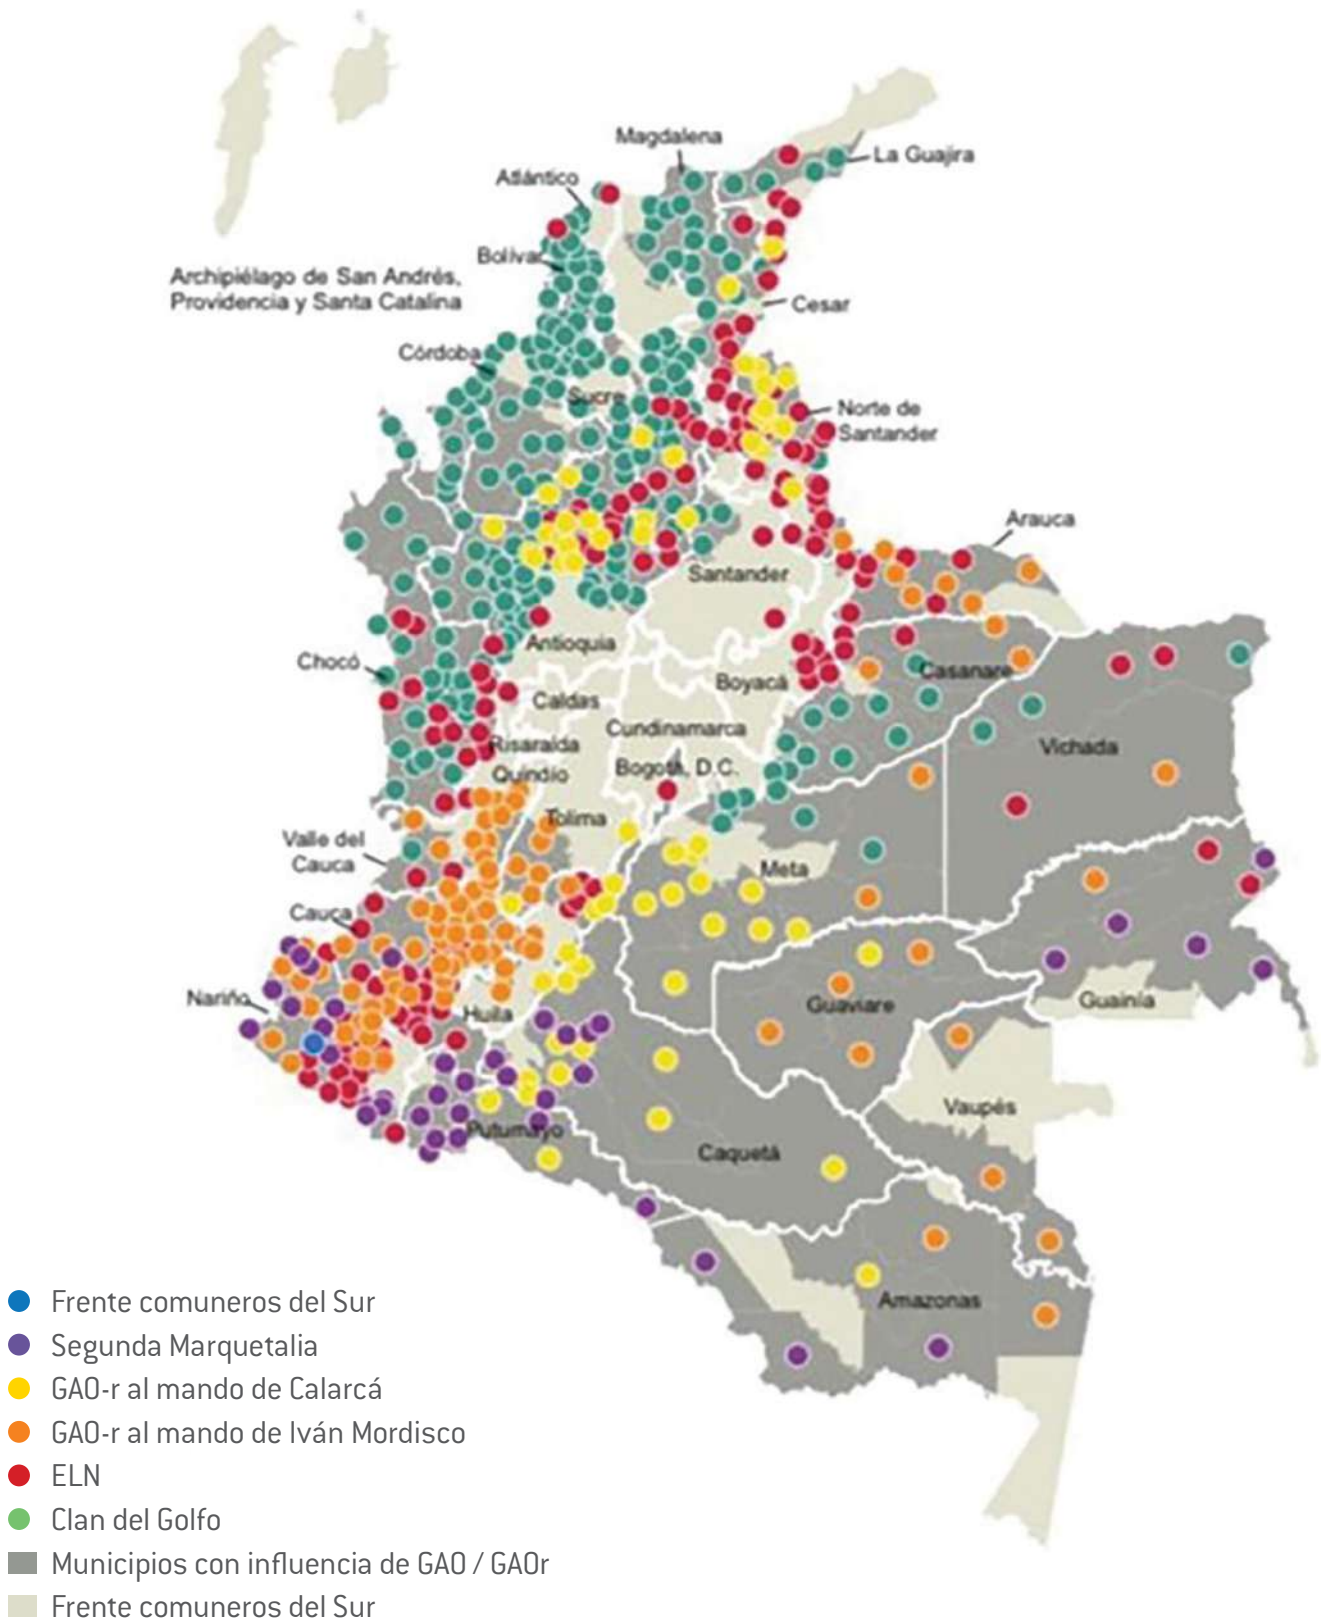 Magdalena
La Guajira
Atlántico
Bolívar
Archipiélago de San Andrés,
Providencia y Santa Catalina
Cesar
Córdoba
Sucre
Norte de
Santander
Arauca
Santander
Antioquia
Chocó
Casanare
Boyacá
Caldas
Cundinamarca
Risaralda
Vichada
Quindío
Bogotá, D.C.
Tolima
Valle del
Cauca
Meta
Cauca
Nariño
Huila
Guaviare
Guainía
Vaupés
Putumayo
Caquetá
Amazonas
Frente comuneros del Sur
Segunda Marquetalia
GAO-r al mando de Calarcá
GAO-r al mando de Iván Mordisco
ELN
Clan del Golfo
Municipios con influencia de GAO / GAOr
Frente comuneros del Sur